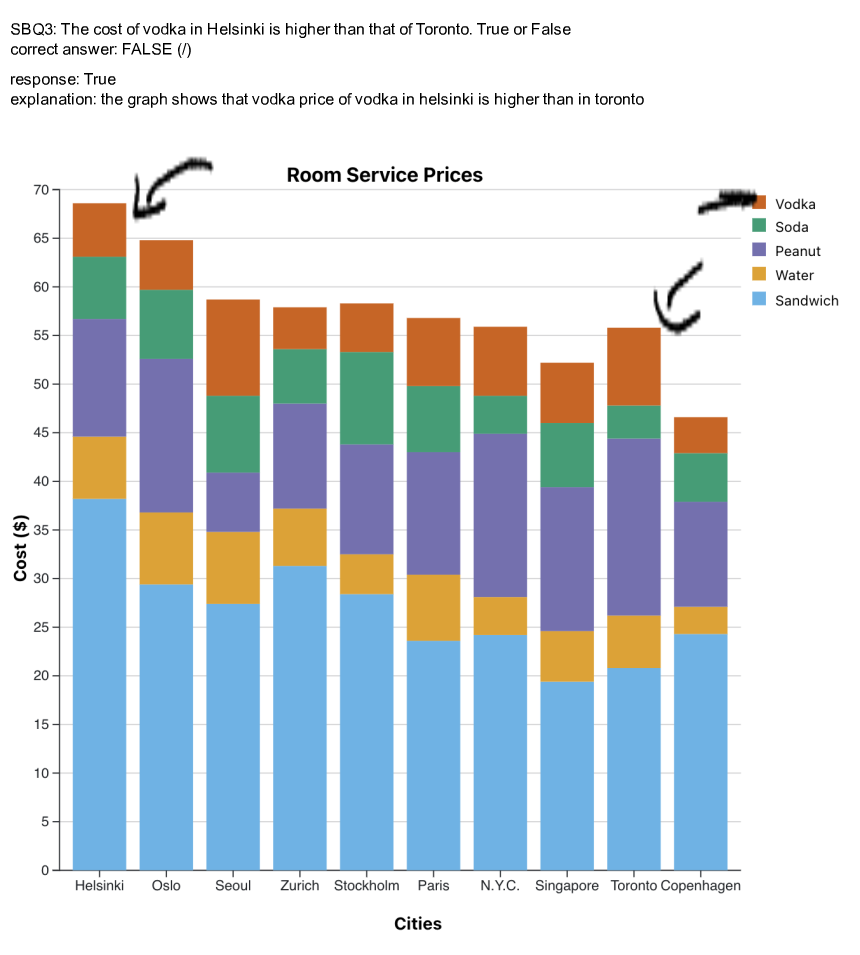 SBQ3: The cost of vodka in Helsinki is higher than that of Toronto. True or False
correct answer: FALSE (/)
response: True
explanation: the graph shows that vodka price of vodka in helsinki is higher than in toronto
Room Service Prices
Vodka
Soda
Peanut
Water
Sandwich
70
65
60
55
50
45
40
35
30
25
20
15
10
5
0
Cost ($)
Helsinki Oslo Seoul Zurich Stockholm Paris N.Y.C. Singapore Toronto Copenhagen
Cities